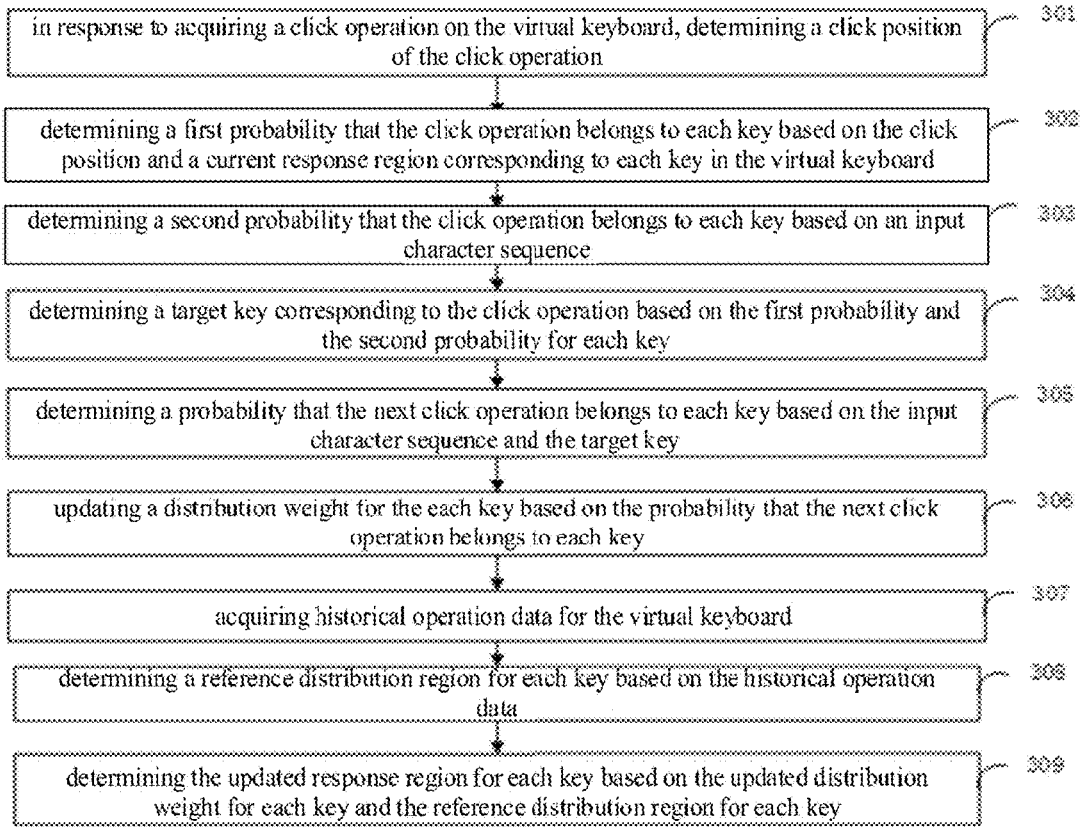 in response to acquiring a click operation on the virtual keyboard, determining a click position
of the click operation
301
determining a first probability that the click operation belongs to each key based on the click
position and a current response region corresponding to each key in the virtual keyboard
302
determining a second probability that the click operation belongs to each key based on an input
character sequence
303
determining a target key corresponding to the click operation based on the first probability and
the second probability for each key
304
determining a probability that the next click operation belongs to each key based on the input
character sequence and the target key
305
updating a distribution weight for the each key based on the probability that the next click
operation belongs to each key
306
acquiring historical operation data for the virtual keyboard
307
determining a reference distribution region for each key based on the historical operation
data
308
determining the updated response region for each key based on the updated distribution
weight for each key and the reference distribution region for each key
309